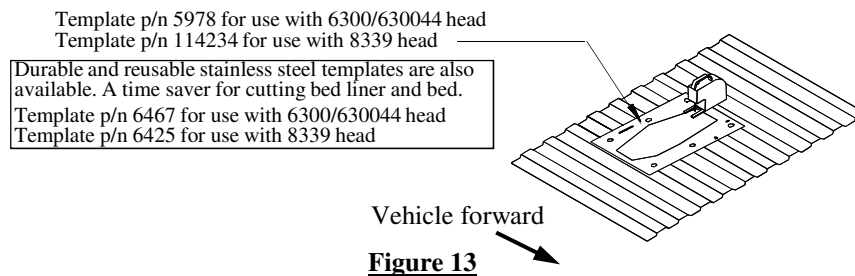 Template p/n 5978 for use with 6300/630044 head
Template p/n 114234 for use with 8339 head
Durable and reusable stainless steel templates are also
available. A time saver for cutting bed liner and bed.
Template p/n 6467 for use with 6300/630044 head
Template p/n 6425 for use with 8339 head
Vehicle forward
Figure 13